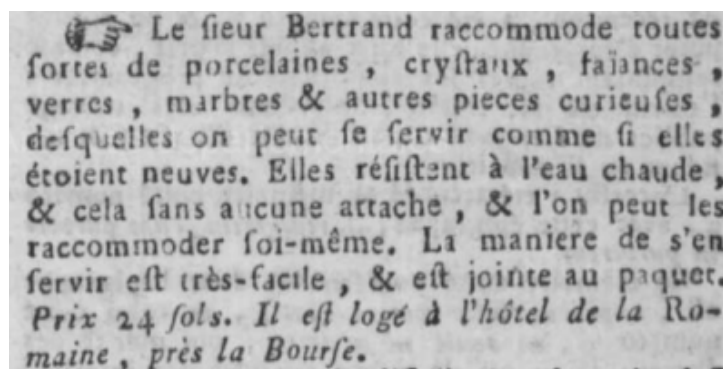 ☞ Le ſieur Bertrand raccommode toutes
ſortes de porcelaines , cryſtaux , faïances ,
verres , marbres & autres pieces curieuſes ,
deſquelles on peut ſe ſervir comme ſi elles
étoient neuves. Elles réſiſtent à l'eau chaude ,
& cela ſans aucune attache , & l'on peut les
raccommoder ſoi-même. La maniere de s'en
ſervir eſt très-facile , & eſt jointe au paquet.
Prix 24 ſols. Il eſt logé à l'hôtel de la Ro-
maine , près la Bourſe.